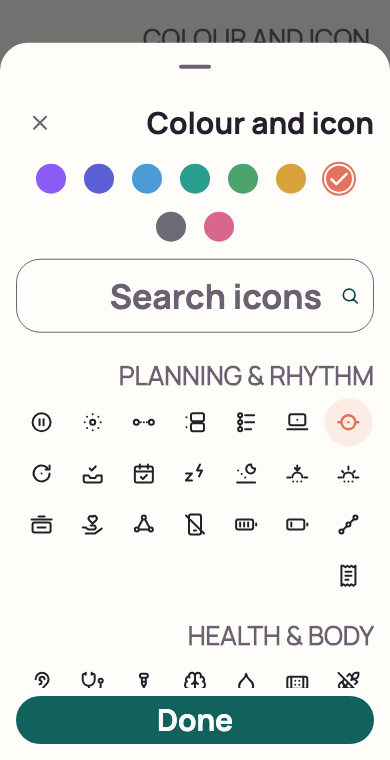 COLOUR AND ICON
Colour and icon
Search icons
PLANNING & RHYTHM
HEALTH & BODY
Done